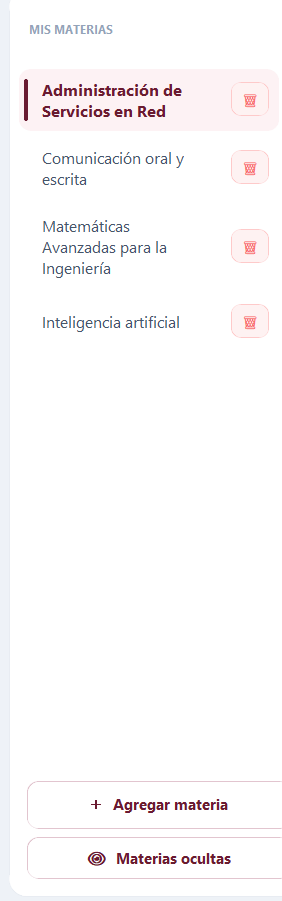 MIS MATERIAS
Administración de
Servicios en Red
Comunicación oral y
escrita
Matemáticas
Avanzadas para la
Ingeniería
Inteligencia artificial
+ Agregar materia
Materias ocultas